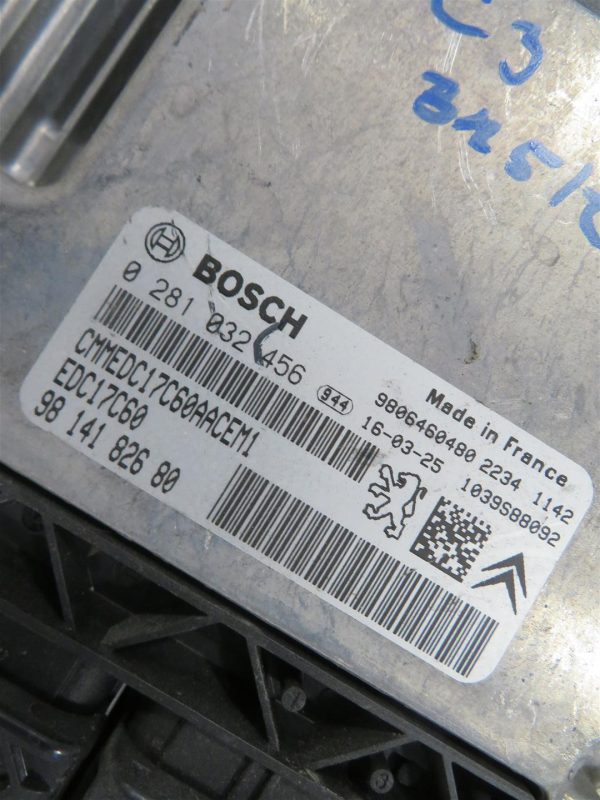 C3
BOSCH
0 281 032 456
944
CMMEDC17C60AACEM1
EDC17C60
98 141 826 80
Made in France
9806460480 2234 1142
16-03-25 1039S88092